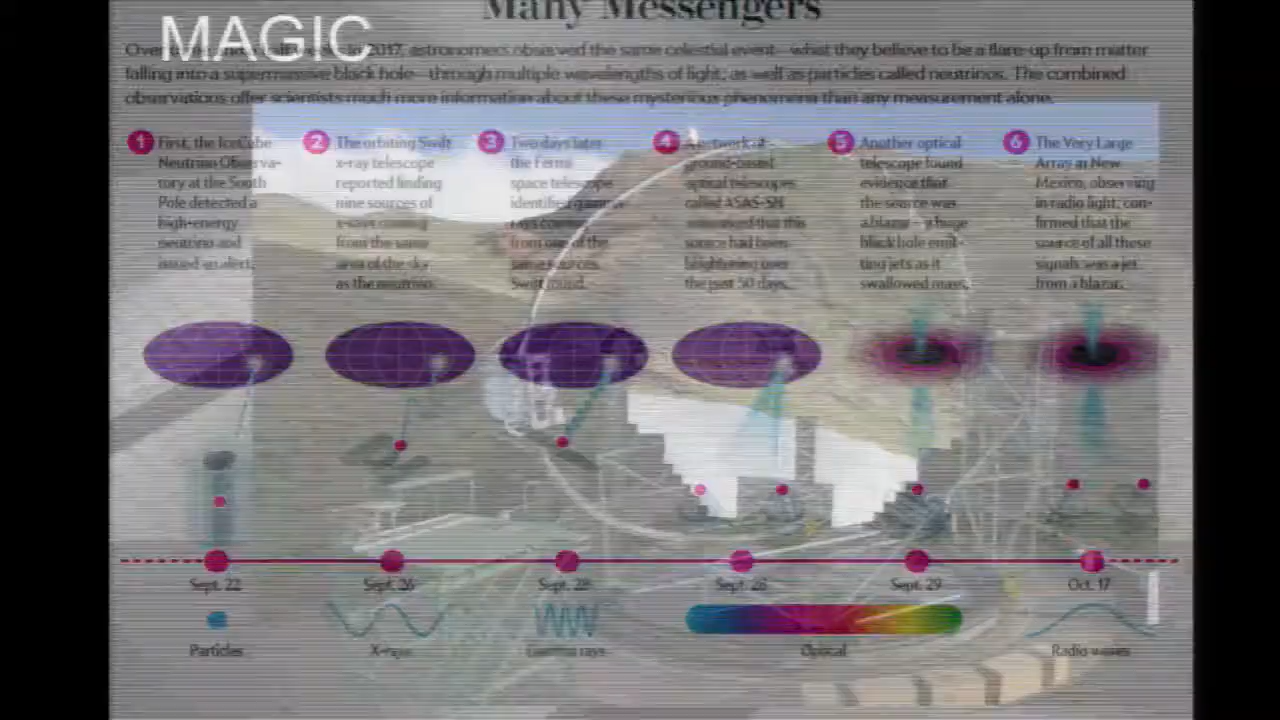 Many Messengers
MAGIC
2017, astronomers observed the same celestial event—what they believe to be a flare-up from matter
falling into a supermassive black hole—through multiple wavelengths of light, as well as particles called neutrinos. The combined
observations offer scientists much more information about these mysterious phenomena than any measurement alone.
1 First, the IceCube
Neutrino Observa-
tory at the South
Pole detected a
high-energy
neutrino and
issued an alert.
2 The orbiting Swift
x-ray telescope
reported finding
nine sources of
x-rays coming
from the same
area of the sky
as the neutrino.
3 Two days later
the Fermi
space telescope
identified gamma
rays coming
from one of the
same sources
Swift found.
4 A network of
ground-based
optical telescopes
called ASAS-SN
announced that this
source had been
brightening over
the past 50 days.
5 Another optical
telescope found
evidence that
the source was
a blazar—a huge
black hole emit-
ting jets as it
swallowed mass.
6 The Very Large
Array in New
Mexico, observing
in radio light, con-
firmed that the
source of all these
signals was a jet
from a blazar.
Sept. 22 Sept. 26 Sept. 28 Sept. 28 Sept. 29 Oct. 17
Particles X-rays Gamma rays Optical Radio waves